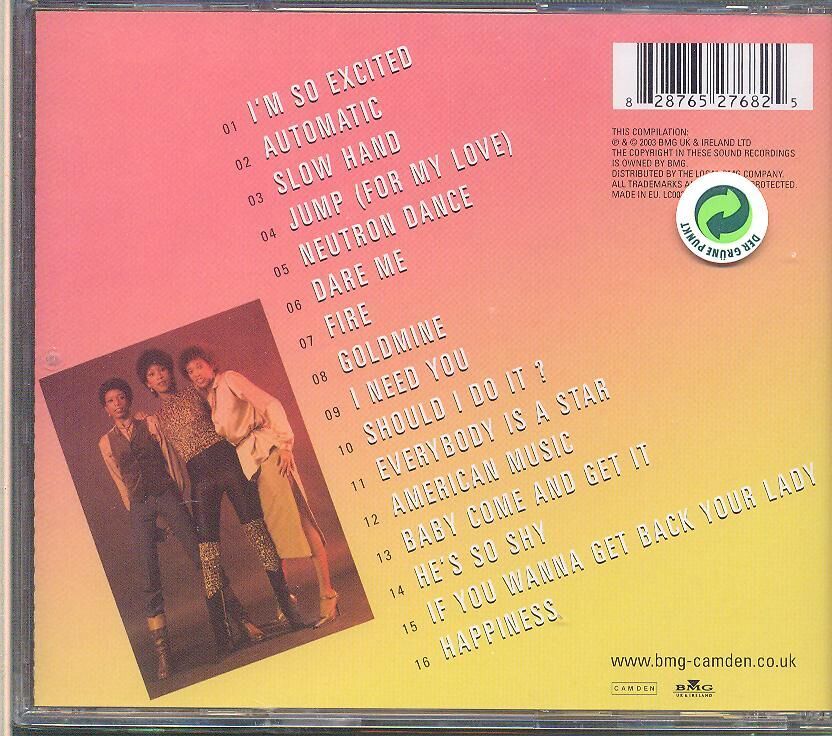 01 I'M SO EXCITED
02 AUTOMATIC
03 SLOW HAND
04 JUMP (FOR MY LOVE)
05 NEUTRON DANCE
06 DARE ME
07 FIRE
08 GOLDMINE
09 I NEED YOU
10 SHOULD I DO IT ?
11 EVERYBODY IS A STAR
12 AMERICAN MUSIC
13 BABY COME AND GET IT
14 HE'S SO SHY
15 IF YOU WANNA GET BACK YOUR LADY
16 HAPPINESS
8 28765 27682 5
THIS COMPILATION:
℗ & © 2003 BMG UK & IRELAND LTD
THE COPYRIGHT IN THESE SOUND RECORDINGS
IS OWNED BY BMG.
DISTRIBUTED BY THE LOCAL BMG COMPANY.
ALL TRADEMARKS PROTECTED.
MADE IN EU.
DER GRÜNE PUNKT
www.bmg-camden.co.uk
CAMDEN
BMG
UK & IRELAND